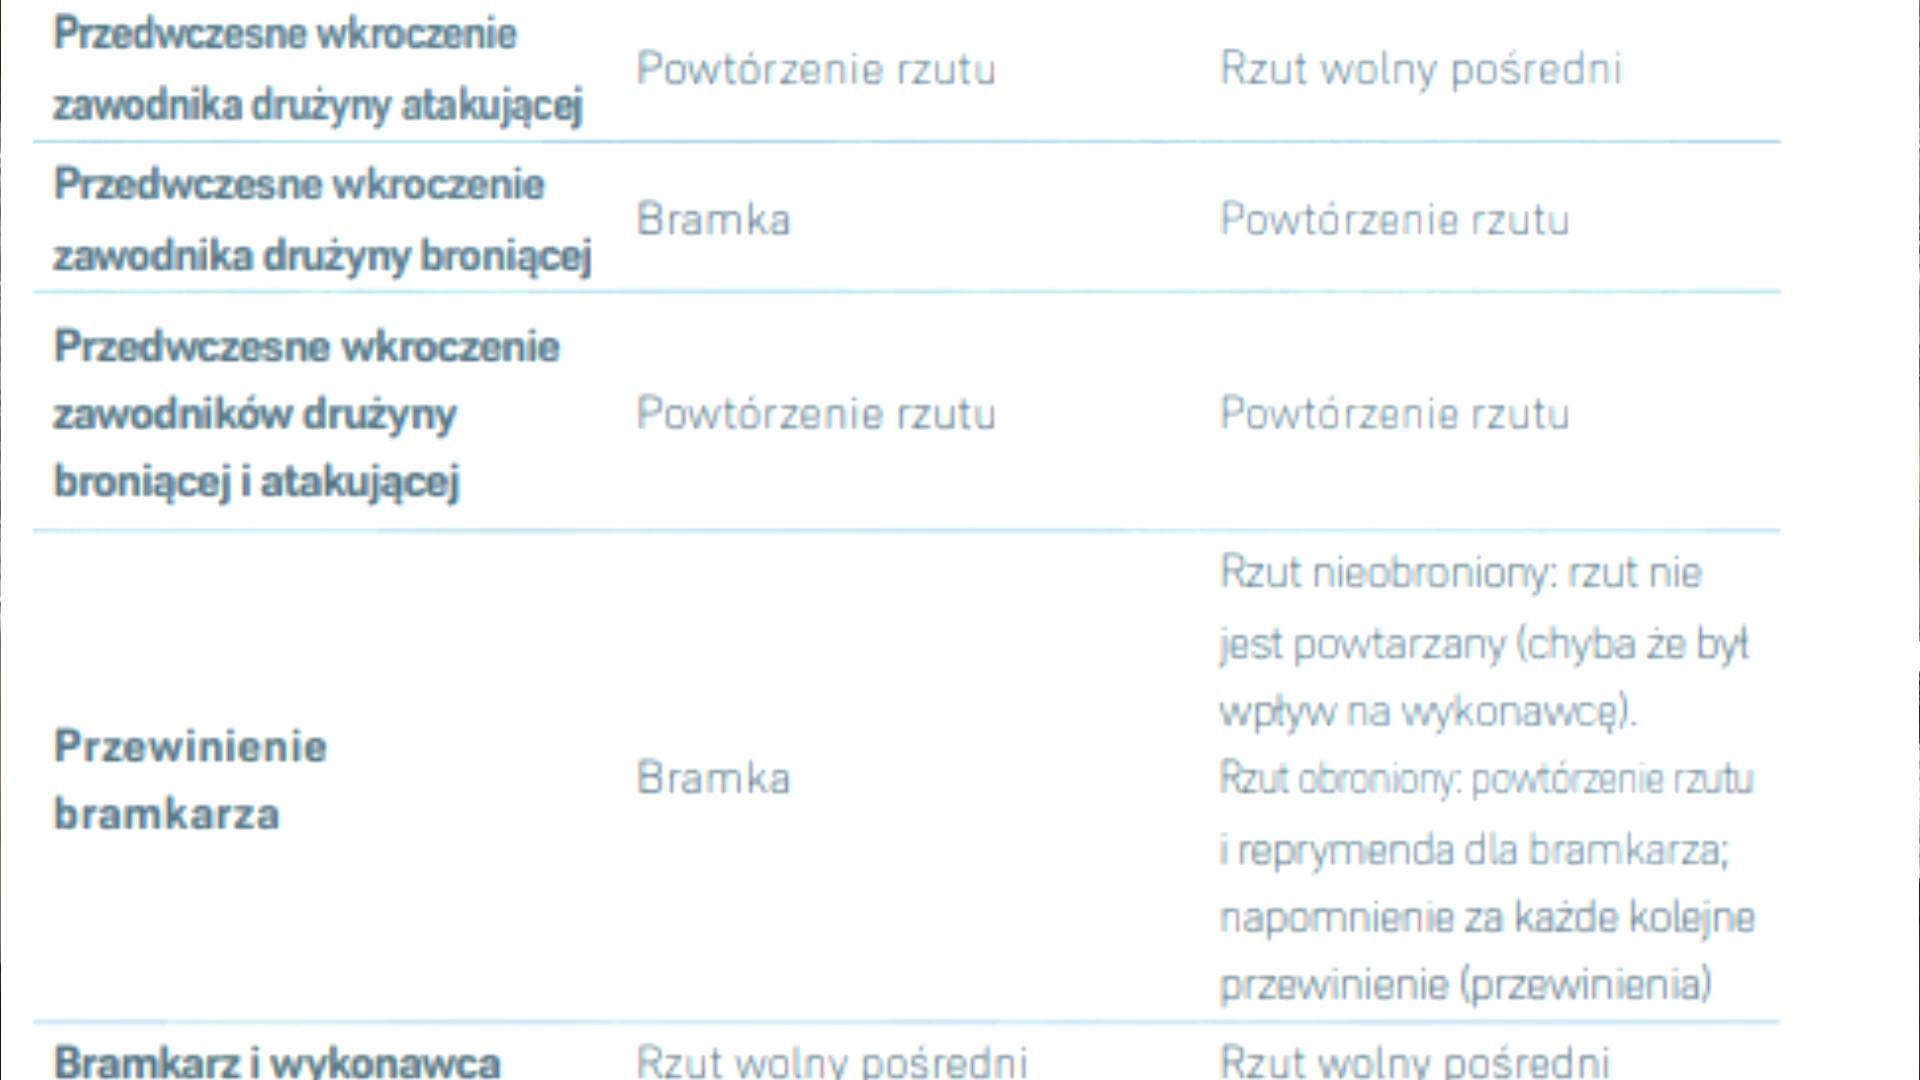 Przedwczesne wkroczenie
zawodnika drużyny atakującej
Powtórzenie rzutu
Rzut wolny pośredni
Przedwczesne wkroczenie
zawodnika drużyny broniącej
Bramka
Powtórzenie rzutu
Przedwczesne wkroczenie
zawodników drużyny
broniącej i atakującej
Powtórzenie rzutu
Powtórzenie rzutu
Przewinienie
bramkarza
Bramka
Rzut nieobroniony: rzut nie
jest powtarzany (chyba że był
wpływ na wykonawcę).
Rzut obroniony: powtórzenie rzutu
i reprymenda dla bramkarza;
napomnienie za każde kolejne
przewinienie (przewinienia)
Bramkarz i wykonawca
Rzut wolny pośredni
Rzut wolny pośredni